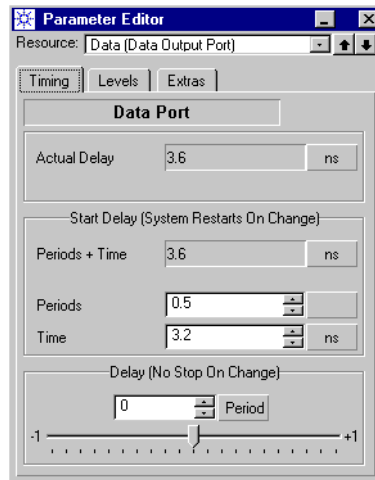 Parameter Editor
Resource: Data (Data Output Port)
Timing Levels Extras
Data Port
Actual Delay 3.6 ns
Start Delay (System Restarts On Change)
Periods + Time 3.6 ns
Periods 0.5
Time 3.2 ns
Delay (No Stop On Change)
0 Period
-1 +1